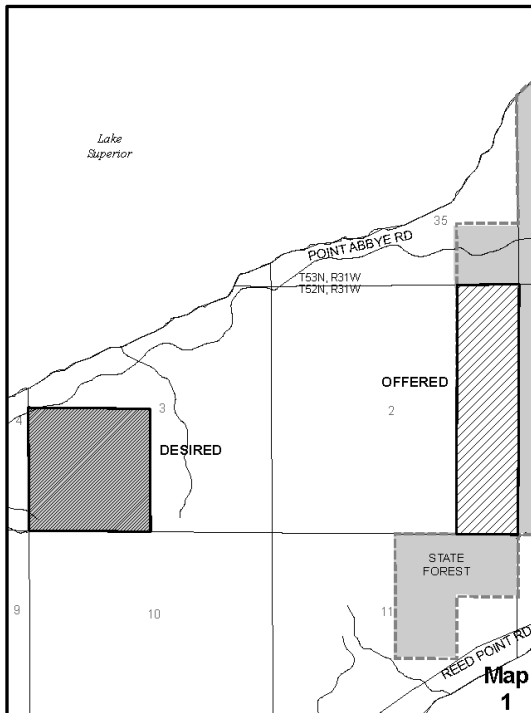 Lake
Superior
35
POINT ABBYE RD
T53N, R31W
T52N, R31W
OFFERED
4
3
2
DESIRED
STATE
FOREST
9
10
11
REED POINT RD
Map
1